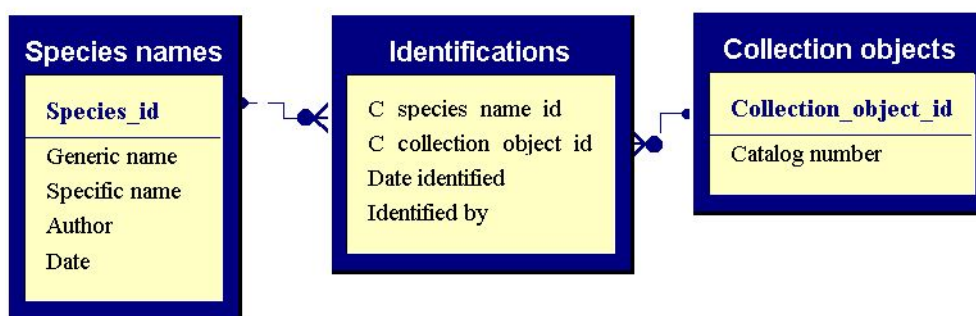 Species names
Species_id
Generic name
Specific name
Author
Date
Identifications
C species name id
C collection object id
Date identified
Identified by
Collection objects
Collection_object_id
Catalog number